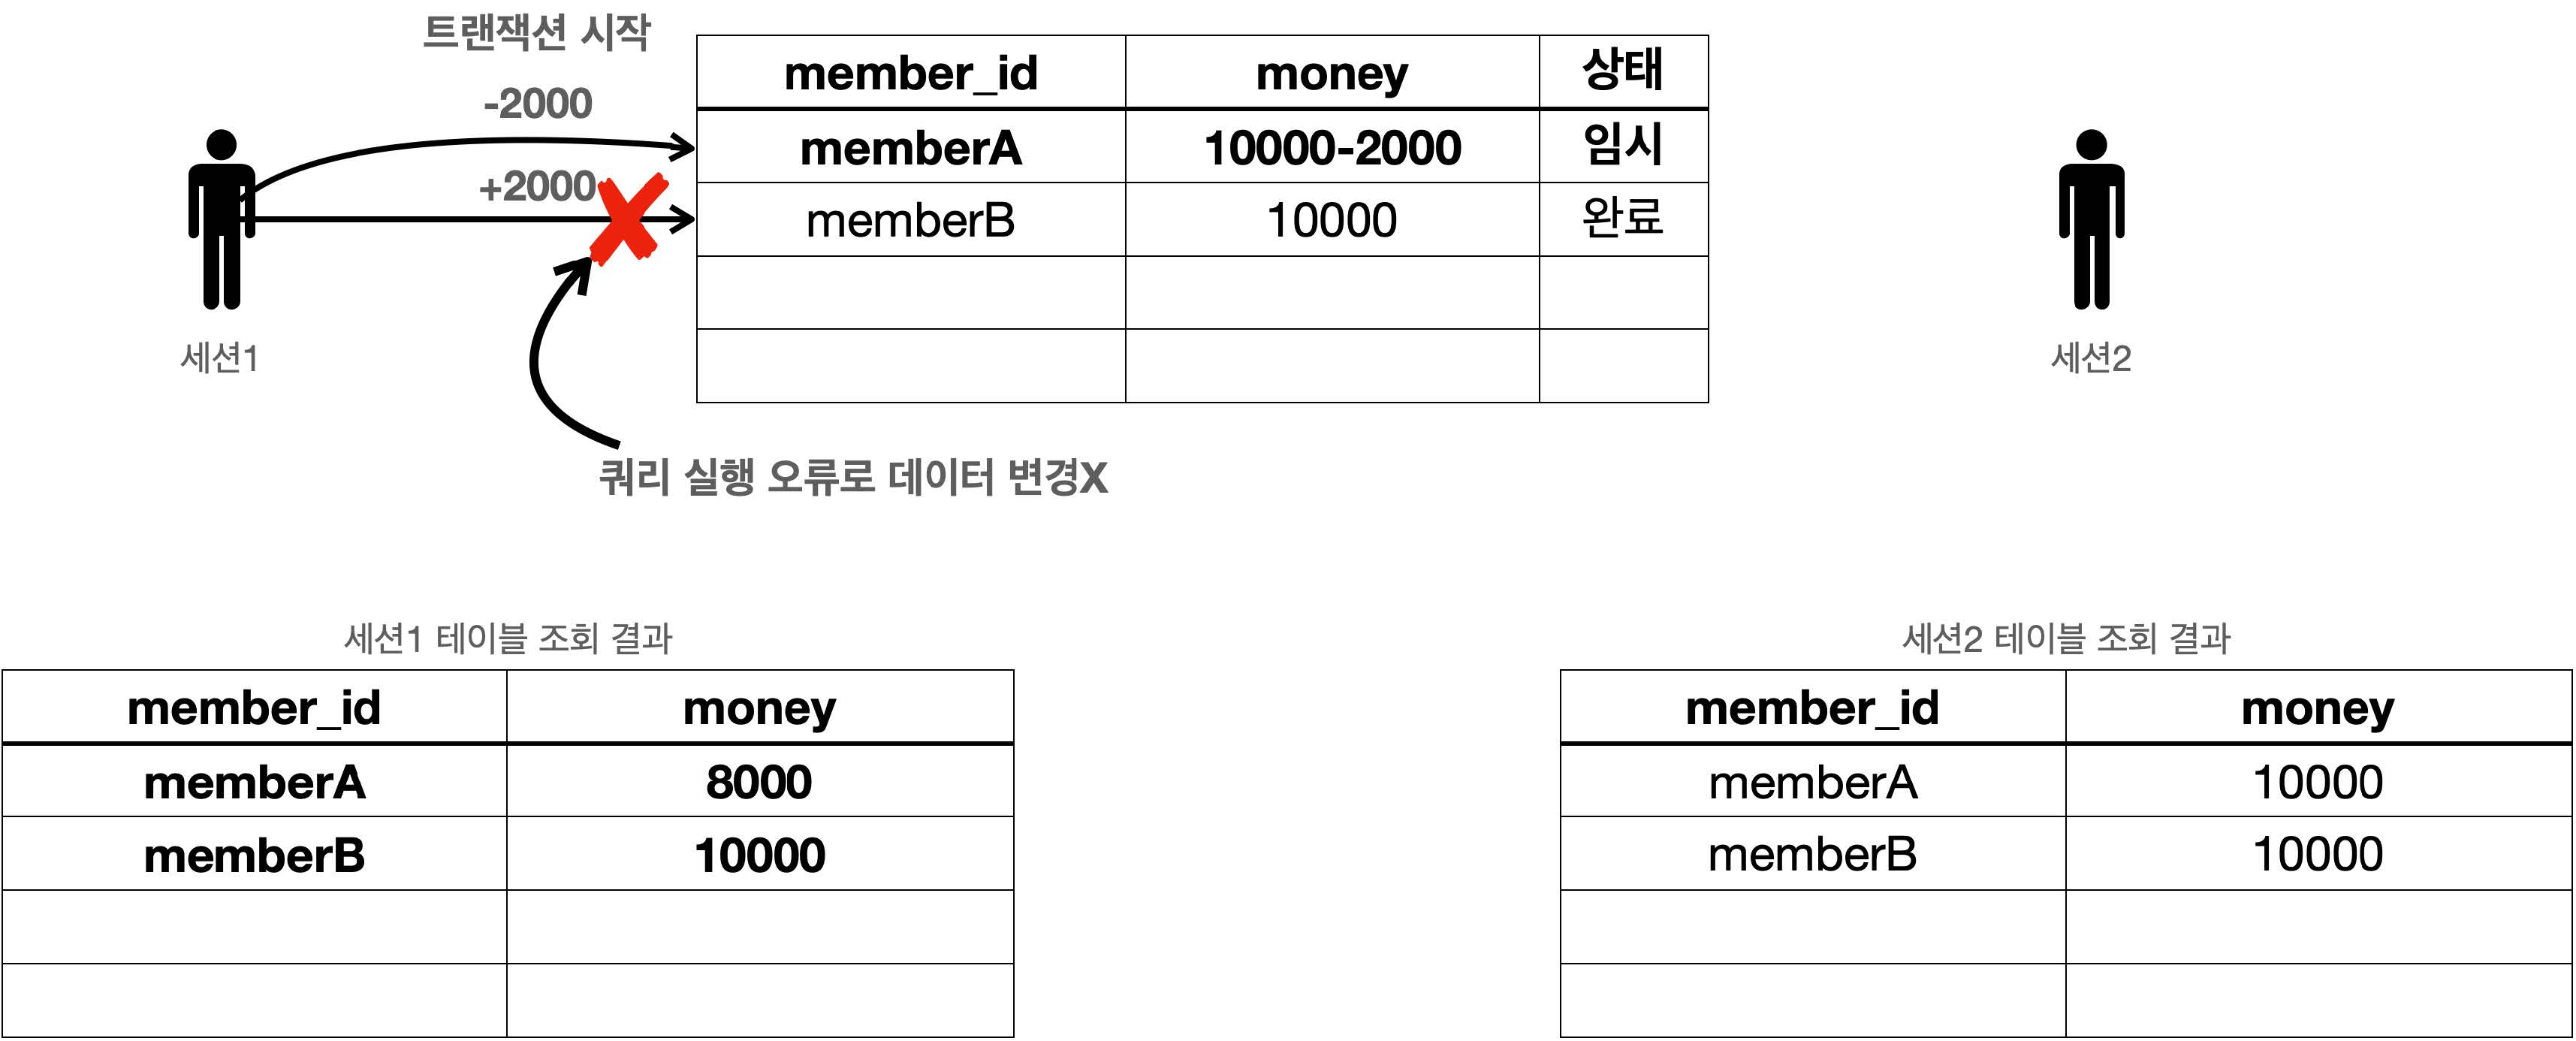 트랜잭션 시작
-2000
+2000
member_id money 상태
memberA 10000-2000 임시
memberB 10000 완료
세션1
세션2
쿼리 실행 오류로 데이터 변경X
세션1 테이블 조회 결과
member_id money
memberA 8000
memberB 10000
세션2 테이블 조회 결과
member_id money
memberA 10000
memberB 10000